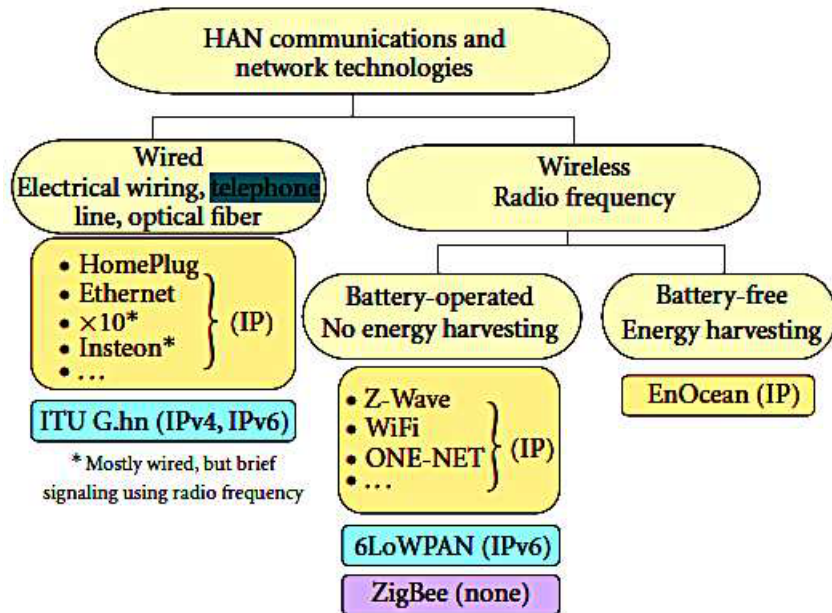 HAN communications and
network technologies
Wired
Electrical wiring, telephone
line, optical fiber
• HomePlug
• Ethernet
• ×10*
• Insteon*
• ...
(IP)
ITU G.hn (IPv4, IPv6)
* Mostly wired, but brief
signaling using radio frequency
Wireless
Radio frequency
Battery-operated
No energy harvesting
• Z-Wave
• WiFi
• ONE-NET
• ...
(IP)
6LoWPAN (IPv6)
ZigBee (none)
Battery-free
Energy harvesting
EnOcean (IP)